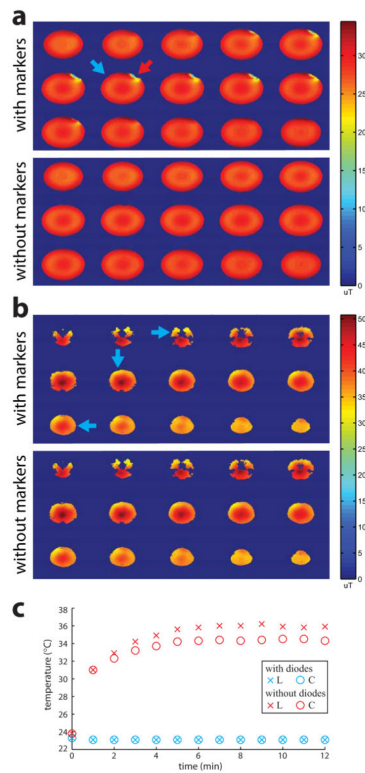 a
with markers
without markers
35
30
25
20
15
10
5
0
uT
b
with markers
without markers
50
45
40
35
30
25
20
15
10
5
0
uT
c
temperature (°C)
38
36
34
32
30
28
26
24
22
0 2 4 6 8 10 12
time (min)
with diodes
× L ○ C
without diodes
× L ○ C